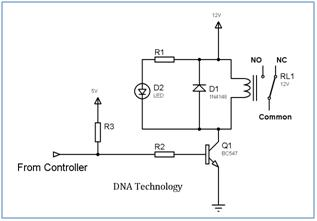 12V
R1
NO
NC
D2
LED
D1
1N4148
RL1
12V
5V
Common
R3
Q1
BC547
R2
From Controller
DNA Technology